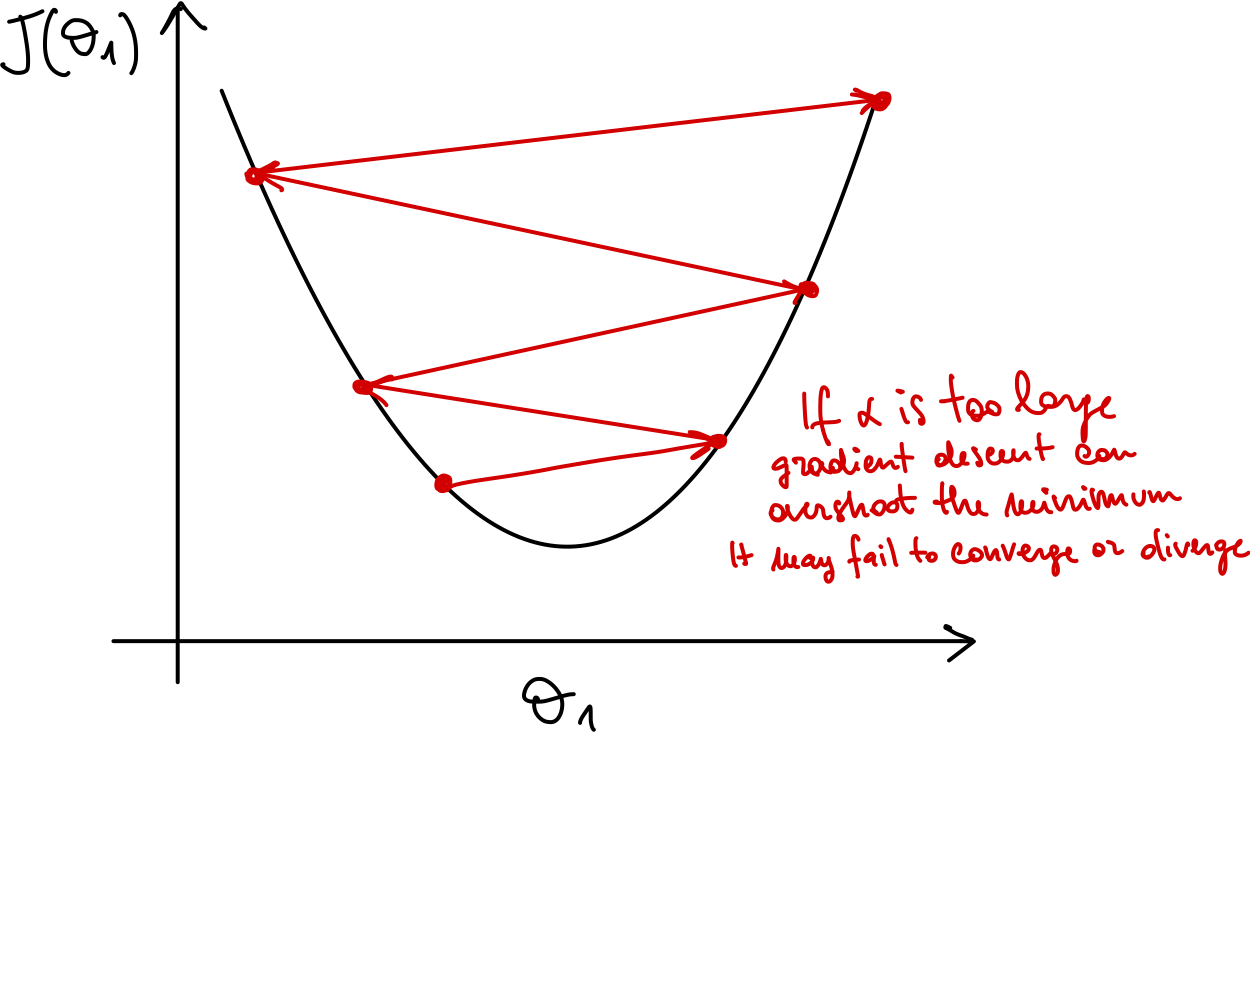 J(θ₁)
If α is too large
gradient descent can
overshoot the minimum
It may fail to converge or diverge
θ₁